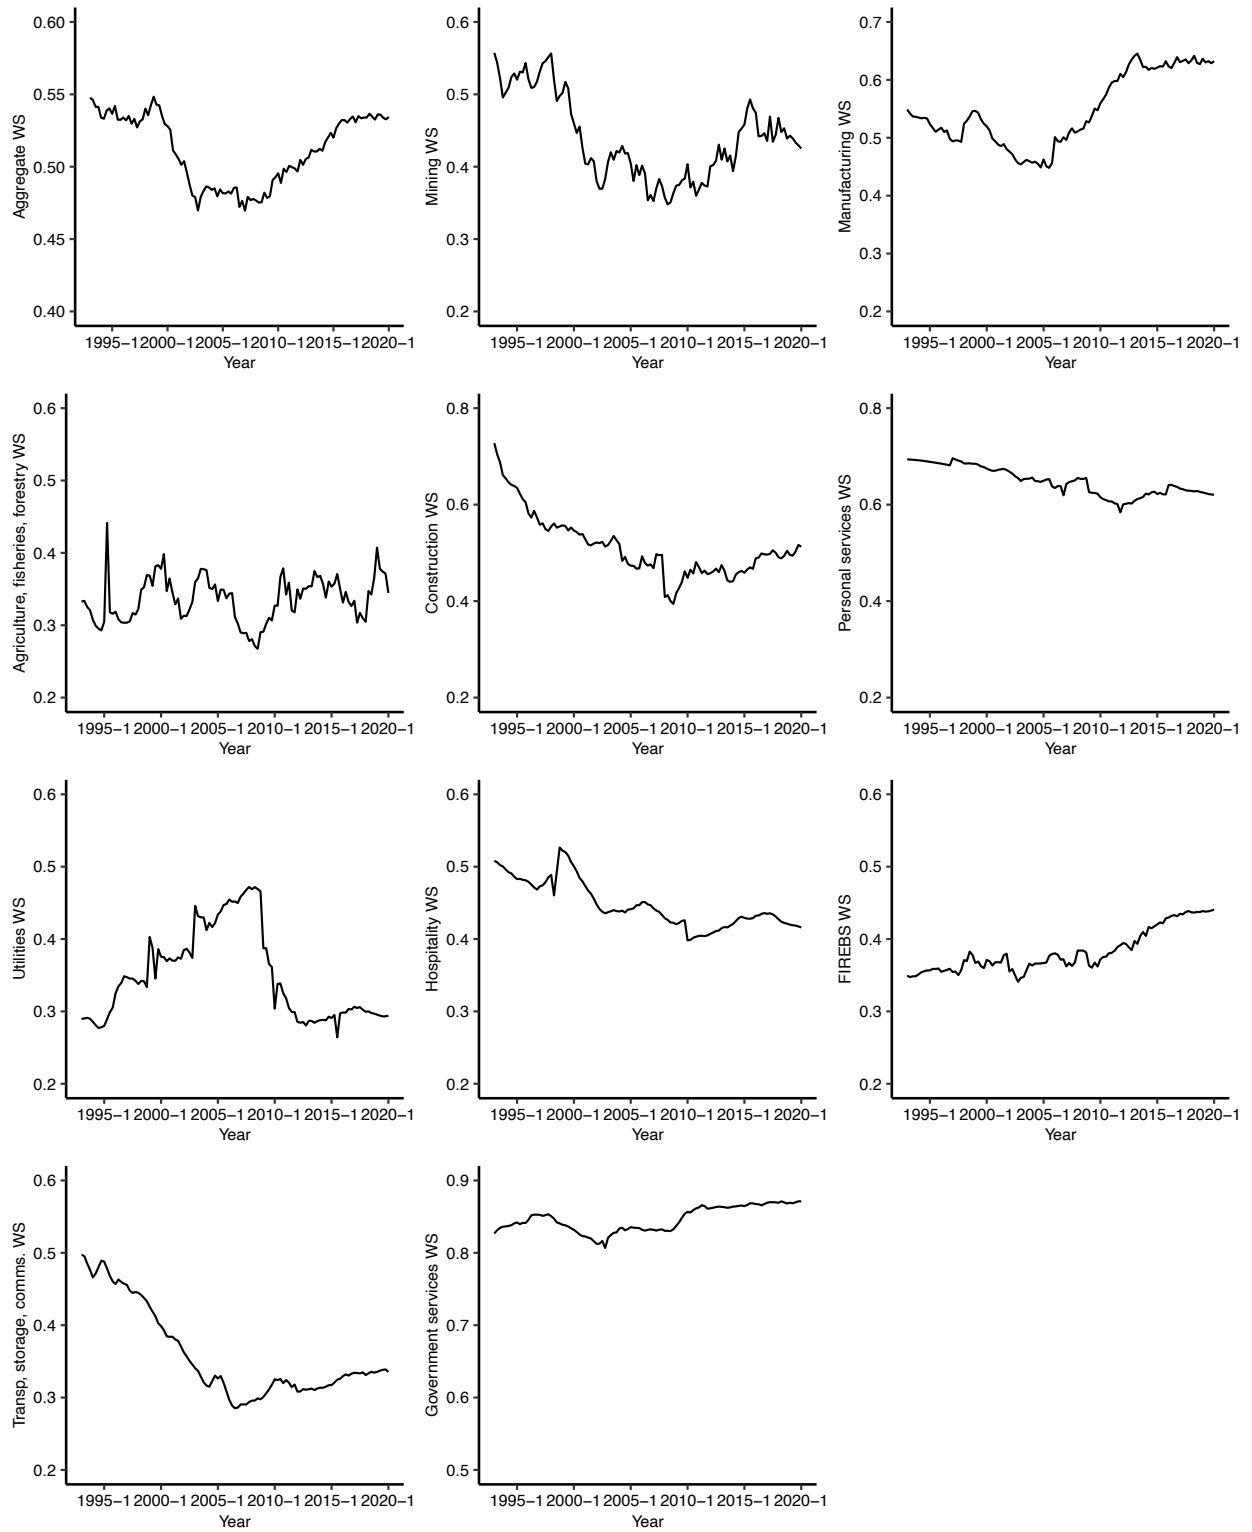 Aggregate WS
0.60
0.55
0.50
0.45
0.40
1995−1 2000−1 2005−1 2010−1 2015−1 2020−1
Year
Mining WS
0.6
0.5
0.4
0.3
0.2
1995−1 2000−1 2005−1 2010−1 2015−1 2020−1
Year
Manufacturing WS
0.7
0.6
0.5
0.4
0.3
0.2
1995−1 2000−1 2005−1 2010−1 2015−1 2020−1
Year
Agriculture, fisheries, forestry WS
0.6
0.5
0.4
0.3
0.2
1995−1 2000−1 2005−1 2010−1 2015−1 2020−1
Year
Construction WS
0.8
0.6
0.4
0.2
1995−1 2000−1 2005−1 2010−1 2015−1 2020−1
Year
Personal services WS
0.8
0.6
0.4
0.2
1995−1 2000−1 2005−1 2010−1 2015−1 2020−1
Year
Utilities WS
0.6
0.5
0.4
0.3
0.2
1995−1 2000−1 2005−1 2010−1 2015−1 2020−1
Year
Hospitality WS
0.6
0.5
0.4
0.3
0.2
1995−1 2000−1 2005−1 2010−1 2015−1 2020−1
Year
FIREBS WS
0.6
0.5
0.4
0.3
0.2
1995−1 2000−1 2005−1 2010−1 2015−1 2020−1
Year
Transp, storage, comms. WS
0.6
0.5
0.4
0.3
0.2
1995−1 2000−1 2005−1 2010−1 2015−1 2020−1
Year
Government services WS
0.9
0.8
0.7
0.6
0.5
1995−1 2000−1 2005−1 2010−1 2015−1 2020−1
Year